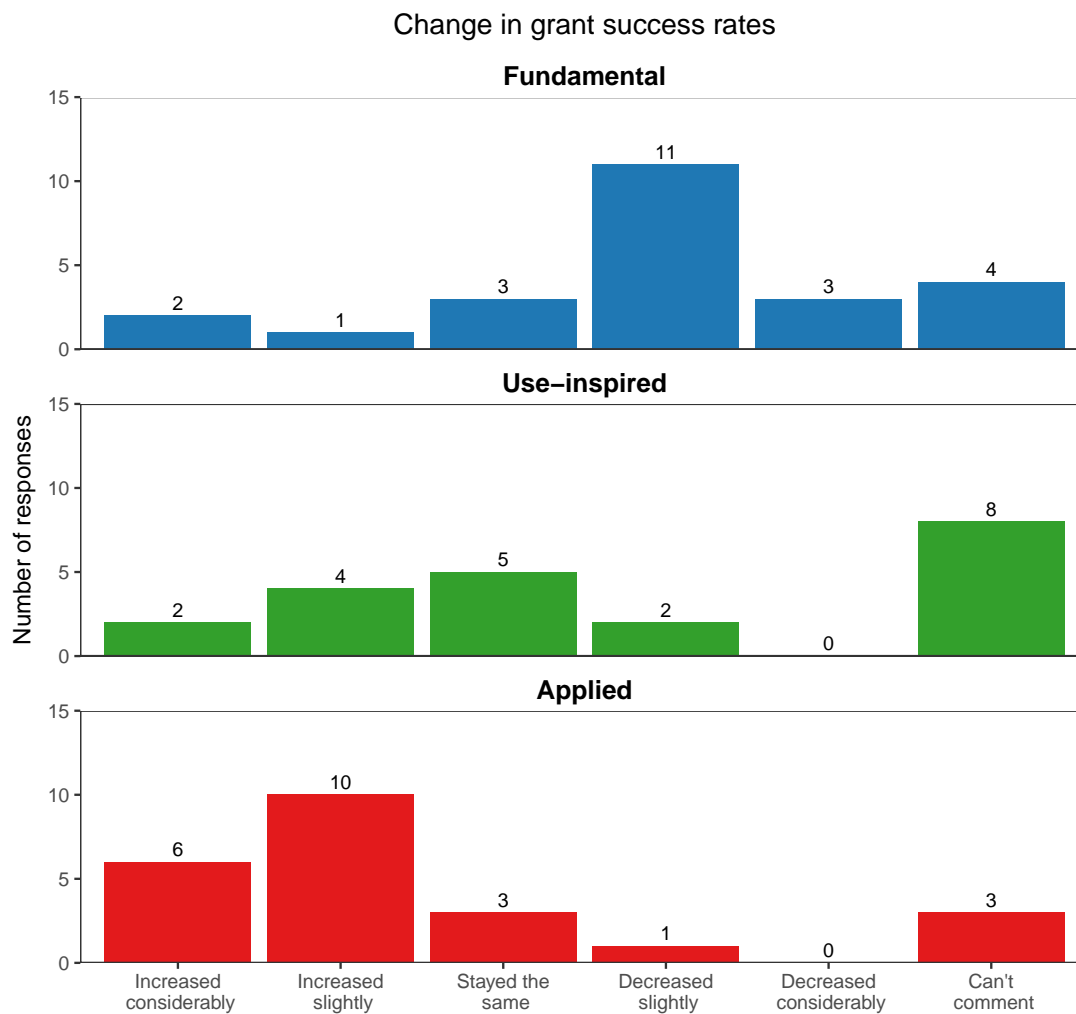 Change in grant success rates
Fundamental
15
10
5
0
2
1
3
11
3
4
Use−inspired
Number of responses
15
10
5
0
2
4
5
2
0
8
Applied
15
10
5
0
6
10
3
1
0
3
Increased
considerably
Increased
slightly
Stayed the
same
Decreased
slightly
Decreased
considerably
Can't
comment